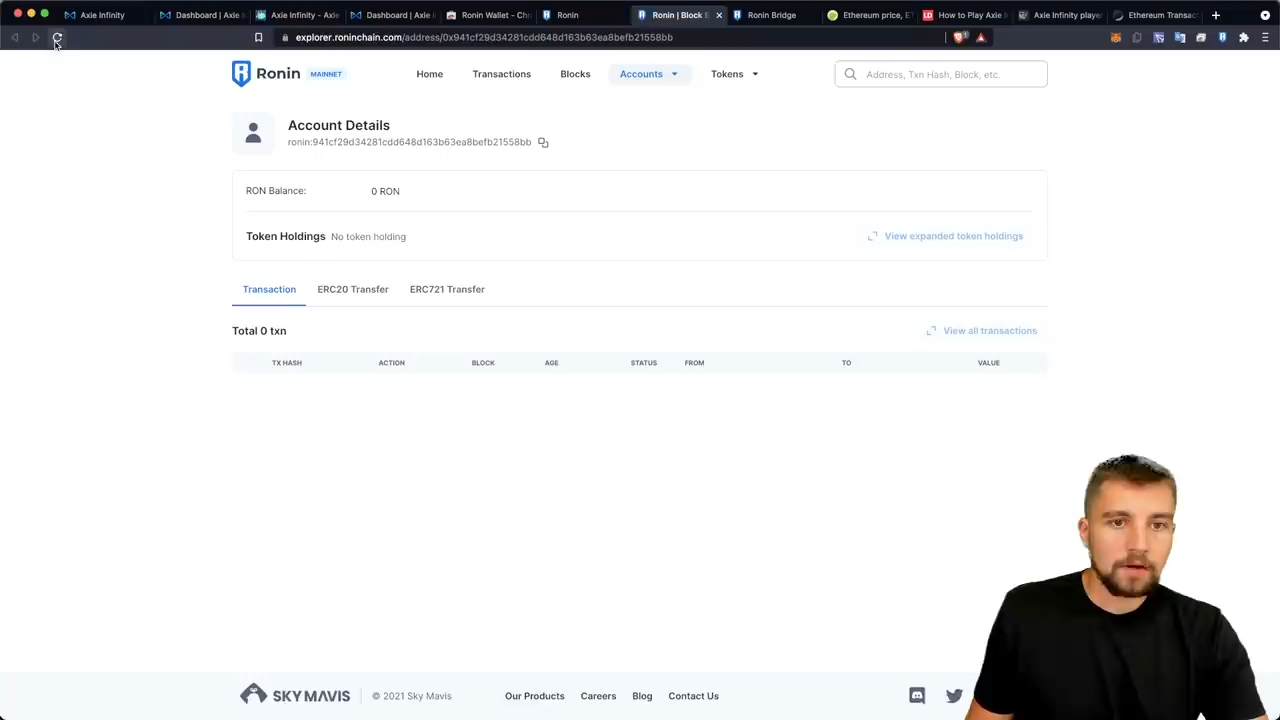 Axie Infinity
Dashboard | Axie I
Axie Infinity - Axie
Dashboard | Axie I
Ronin Wallet - Chr
Ronin
Ronin | Block E
Ronin Bridge
Ethereum price, E
How to Play Axie I
Axie Infinity player
Ethereum Transac
explorer.roninchain.com/address/0x941cf29d34281cdd648d163b63ea8befb21558bb
Ronin MAINNET
Home
Transactions
Blocks
Accounts
Tokens
Address, Txn Hash, Block, etc.
Account Details
ronin:941cf29d34281cdd648d163b63ea8befb21558bb
RON Balance: 0 RON
Token Holdings No token holding
View expanded token holdings
Transaction ERC20 Transfer ERC721 Transfer
Total 0 txn
View all transactions
TX HASH ACTION BLOCK AGE STATUS FROM TO VALUE
SKY MAVIS © 2021 Sky Mavis Our Products Careers Blog Contact Us